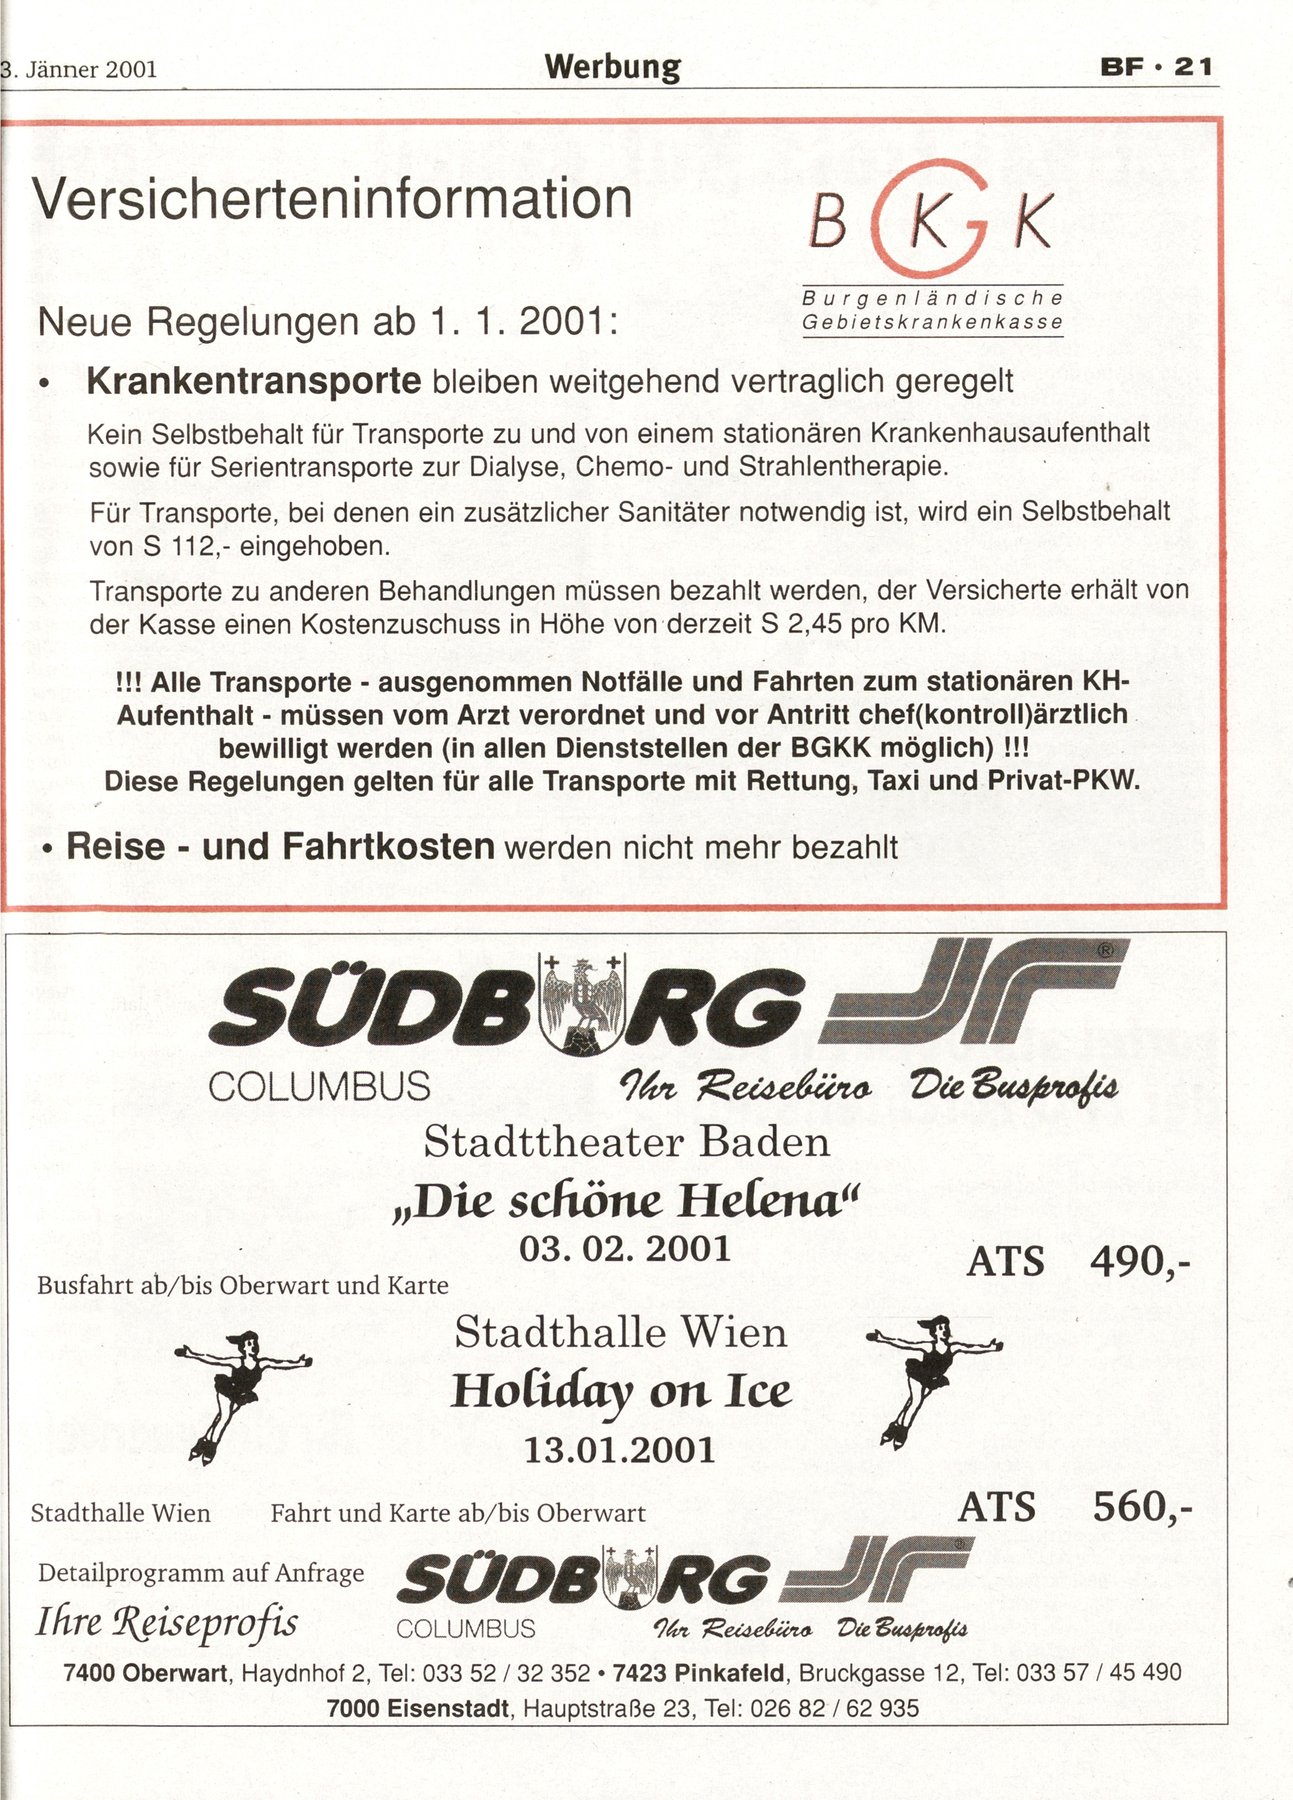 3. Jänner 2001
Werbung
BF • 21
Versicherteninformation
B G K K
Burgenländische
Gebietskrankenkasse
Neue Regelungen ab 1. 1. 2001:
• Krankentransporte bleiben weitgehend vertraglich geregelt
Kein Selbstbehalt für Transporte zu und von einem stationären Krankenhausaufenthalt
sowie für Serientransporte zur Dialyse, Chemo- und Strahlentherapie.
Für Transporte, bei denen ein zusätzlicher Sanitäter notwendig ist, wird ein Selbstbehalt
von S 112,- eingehoben.
Transporte zu anderen Behandlungen müssen bezahlt werden, der Versicherte erhält von
der Kasse einen Kostenzuschuss in Höhe von derzeit S 2,45 pro KM.
!!! Alle Transporte - ausgenommen Notfälle und Fahrten zum stationären KH-
Aufenthalt - müssen vom Arzt verordnet und vor Antritt chef(kontroll)ärztlich
bewilligt werden (in allen Dienststellen der BGKK möglich) !!!
Diese Regelungen gelten für alle Transporte mit Rettung, Taxi und Privat-PKW.
• Reise - und Fahrtkosten werden nicht mehr bezahlt
SÜDBURG ®
COLUMBUS Ihr Reisebüro Die Busprofis
Stadttheater Baden
„Die schöne Helena“
03. 02. 2001
ATS 490,-
Busfahrt ab/bis Oberwart und Karte
Stadthalle Wien
Holiday on Ice
13.01.2001
Stadthalle Wien Fahrt und Karte ab/bis Oberwart
ATS 560,-
Detailprogramm auf Anfrage
Ihre Reiseprofis
SÜDBURG ®
COLUMBUS Ihr Reisebüro Die Busprofis
7400 Oberwart, Haydnhof 2, Tel: 033 52 / 32 352 • 7423 Pinkafeld, Bruckgasse 12, Tel: 033 57 / 45 490
7000 Eisenstadt, Hauptstraße 23, Tel: 026 82 / 62 935